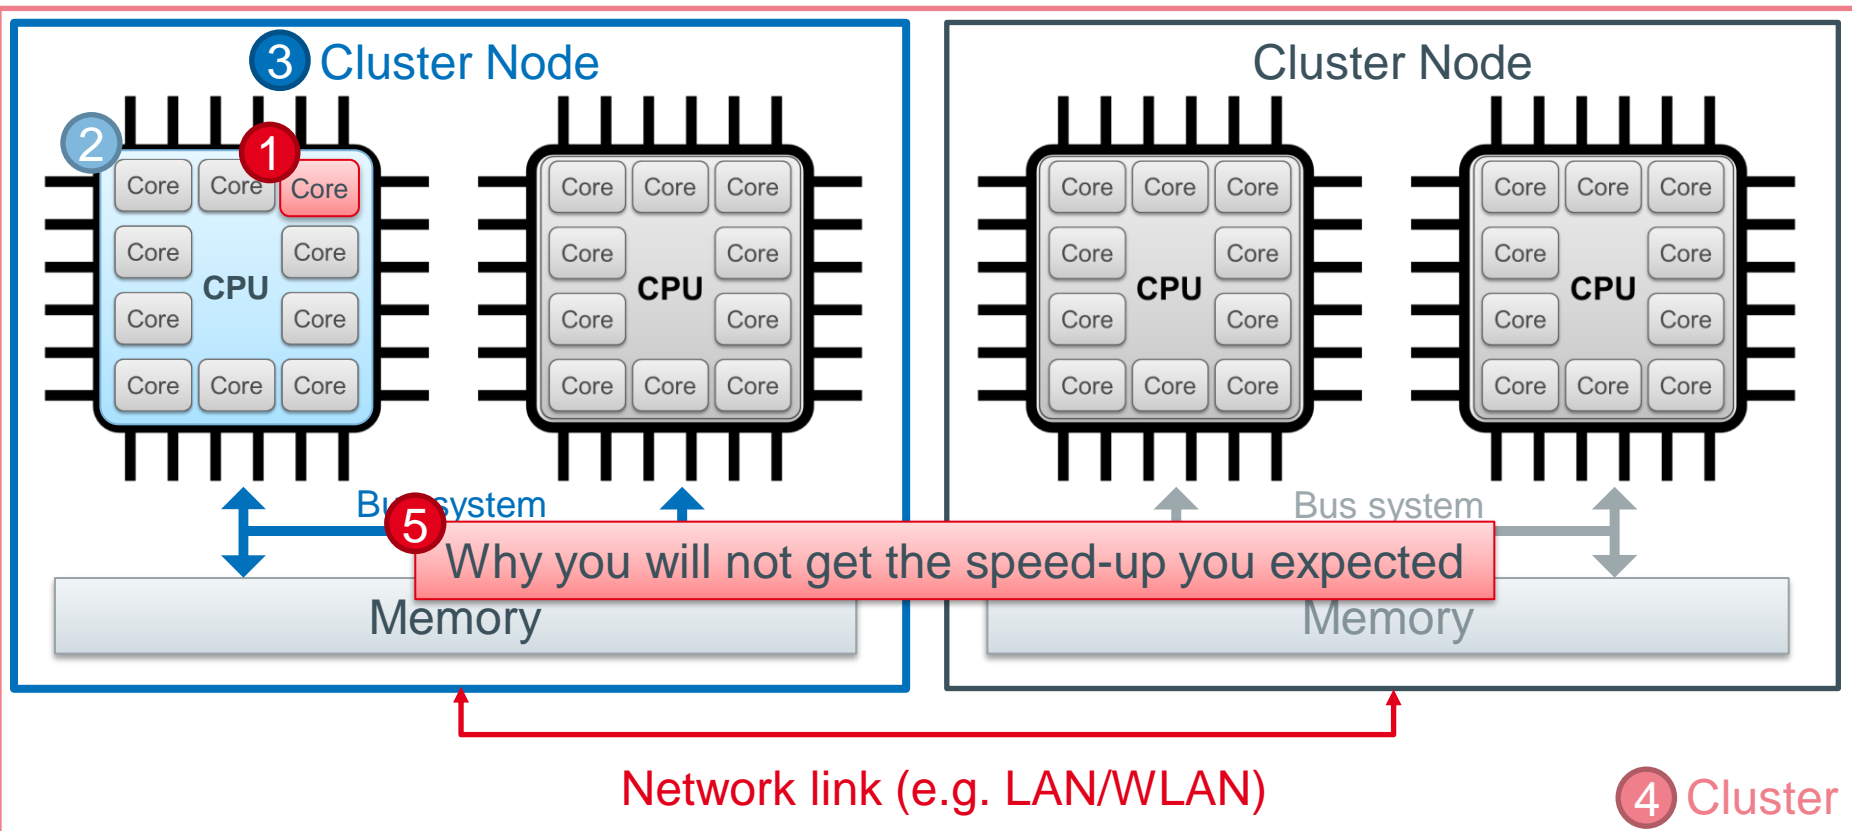 3 Cluster Node
Cluster Node
2
1
Core Core Core
Core Core Core
Core Core Core
Core Core Core
Core Core
Core Core
Core Core
Core Core
CPU
CPU
CPU
CPU
Core Core
Core Core
Core Core
Core Core
Core Core Core
Core Core Core
Core Core Core
Core Core Core
Bus system
Bus system
5
Why you will not get the speed-up you expected
Memory
Memory
Network link (e.g. LAN/WLAN)
4 Cluster